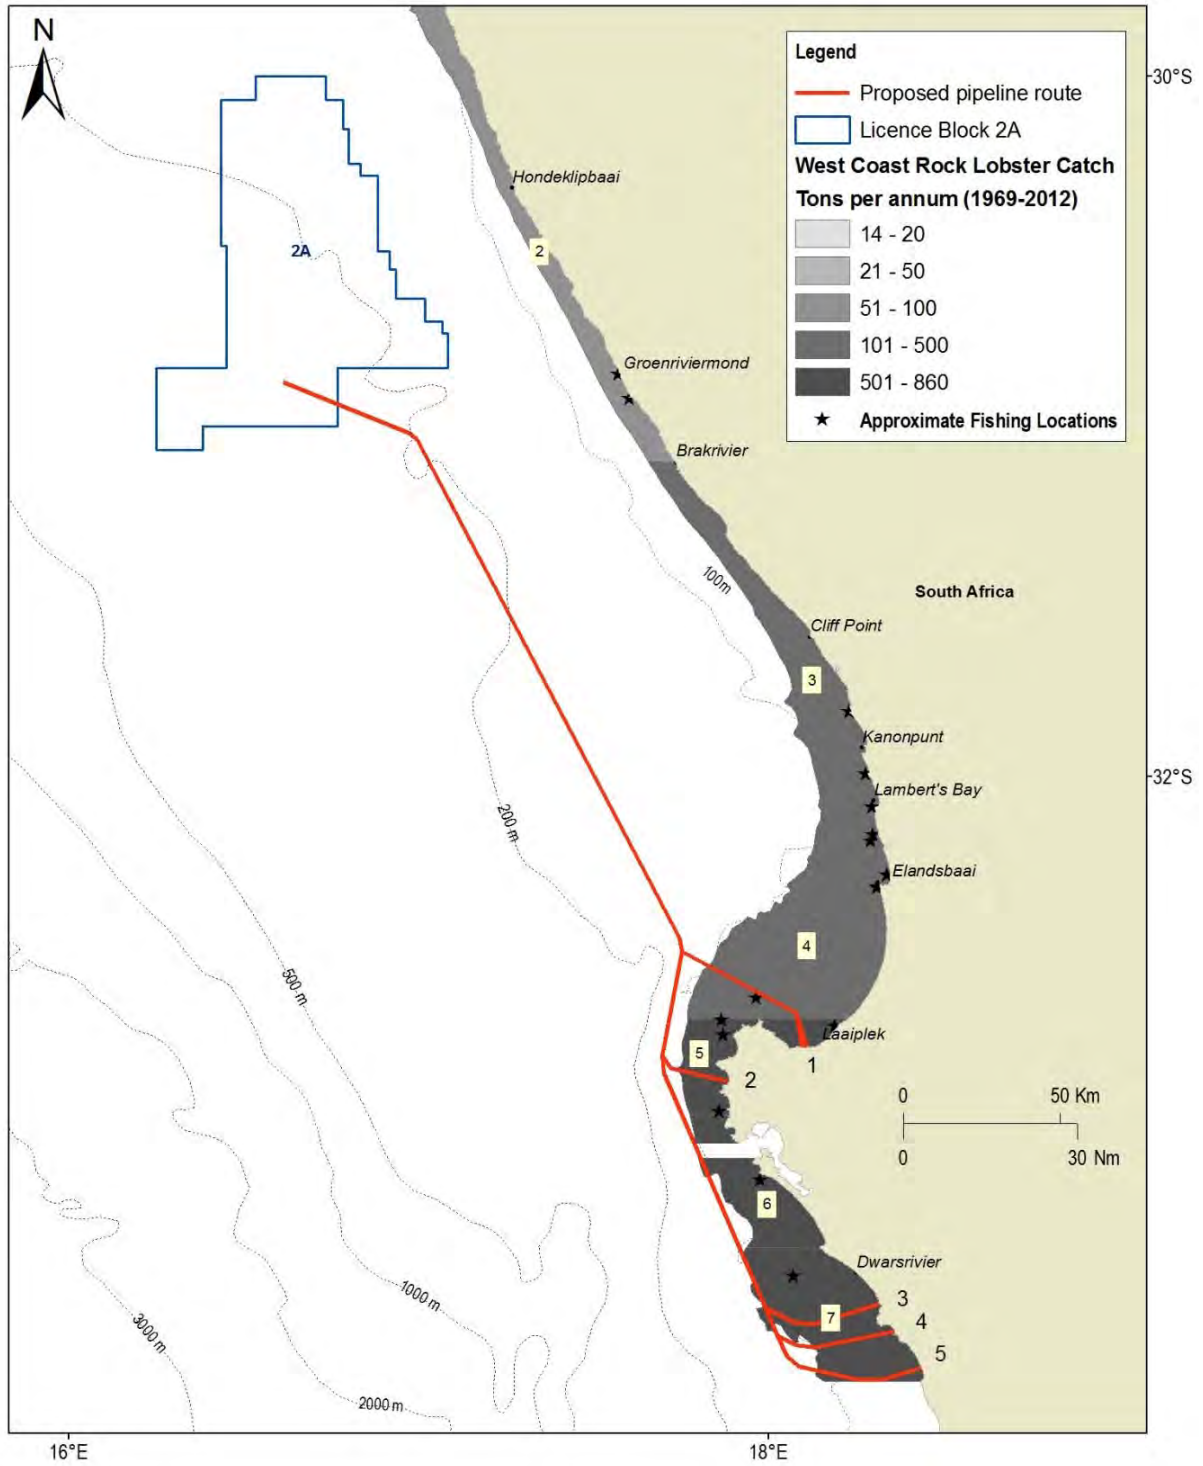 N
30°S
Legend
Proposed pipeline route
Licence Block 2A
West Coast Rock Lobster Catch
Tons per annum (1969-2012)
14 - 20
21 - 50
51 - 100
101 - 500
501 - 860
Approximate Fishing Locations
Hondeklipbaai
2
2A
Groenriviermond
Brakrivier
100m
South Africa
Cliff Point
3
Kanonpunt
32°S
Lambert's Bay
200 m
Elandsbaai
4
500 m
Laaiplek
5
1
2
0 50 Km
0 30 Nm
6
Dwarsrivier
1000 m
3
7
4
3000 m
5
2000 m
16°E
18°E